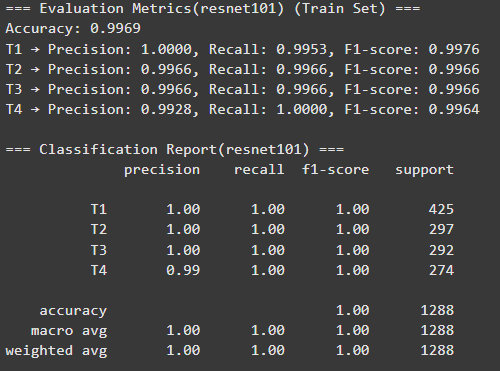 === Evaluation Metrics(resnet101) (Train Set) ===
Accuracy: 0.9969
T1 → Precision: 1.0000, Recall: 0.9953, F1-score: 0.9976
T2 → Precision: 0.9966, Recall: 0.9966, F1-score: 0.9966
T3 → Precision: 0.9966, Recall: 0.9966, F1-score: 0.9966
T4 → Precision: 0.9928, Recall: 1.0000, F1-score: 0.9964
=== Classification Report(resnet101) ===
precision recall f1-score support
T1 1.00 1.00 1.00 425
T2 1.00 1.00 1.00 297
T3 1.00 1.00 1.00 292
T4 0.99 1.00 1.00 274
accuracy 1.00 1288
macro avg 1.00 1.00 1.00 1288
weighted avg 1.00 1.00 1.00 1288